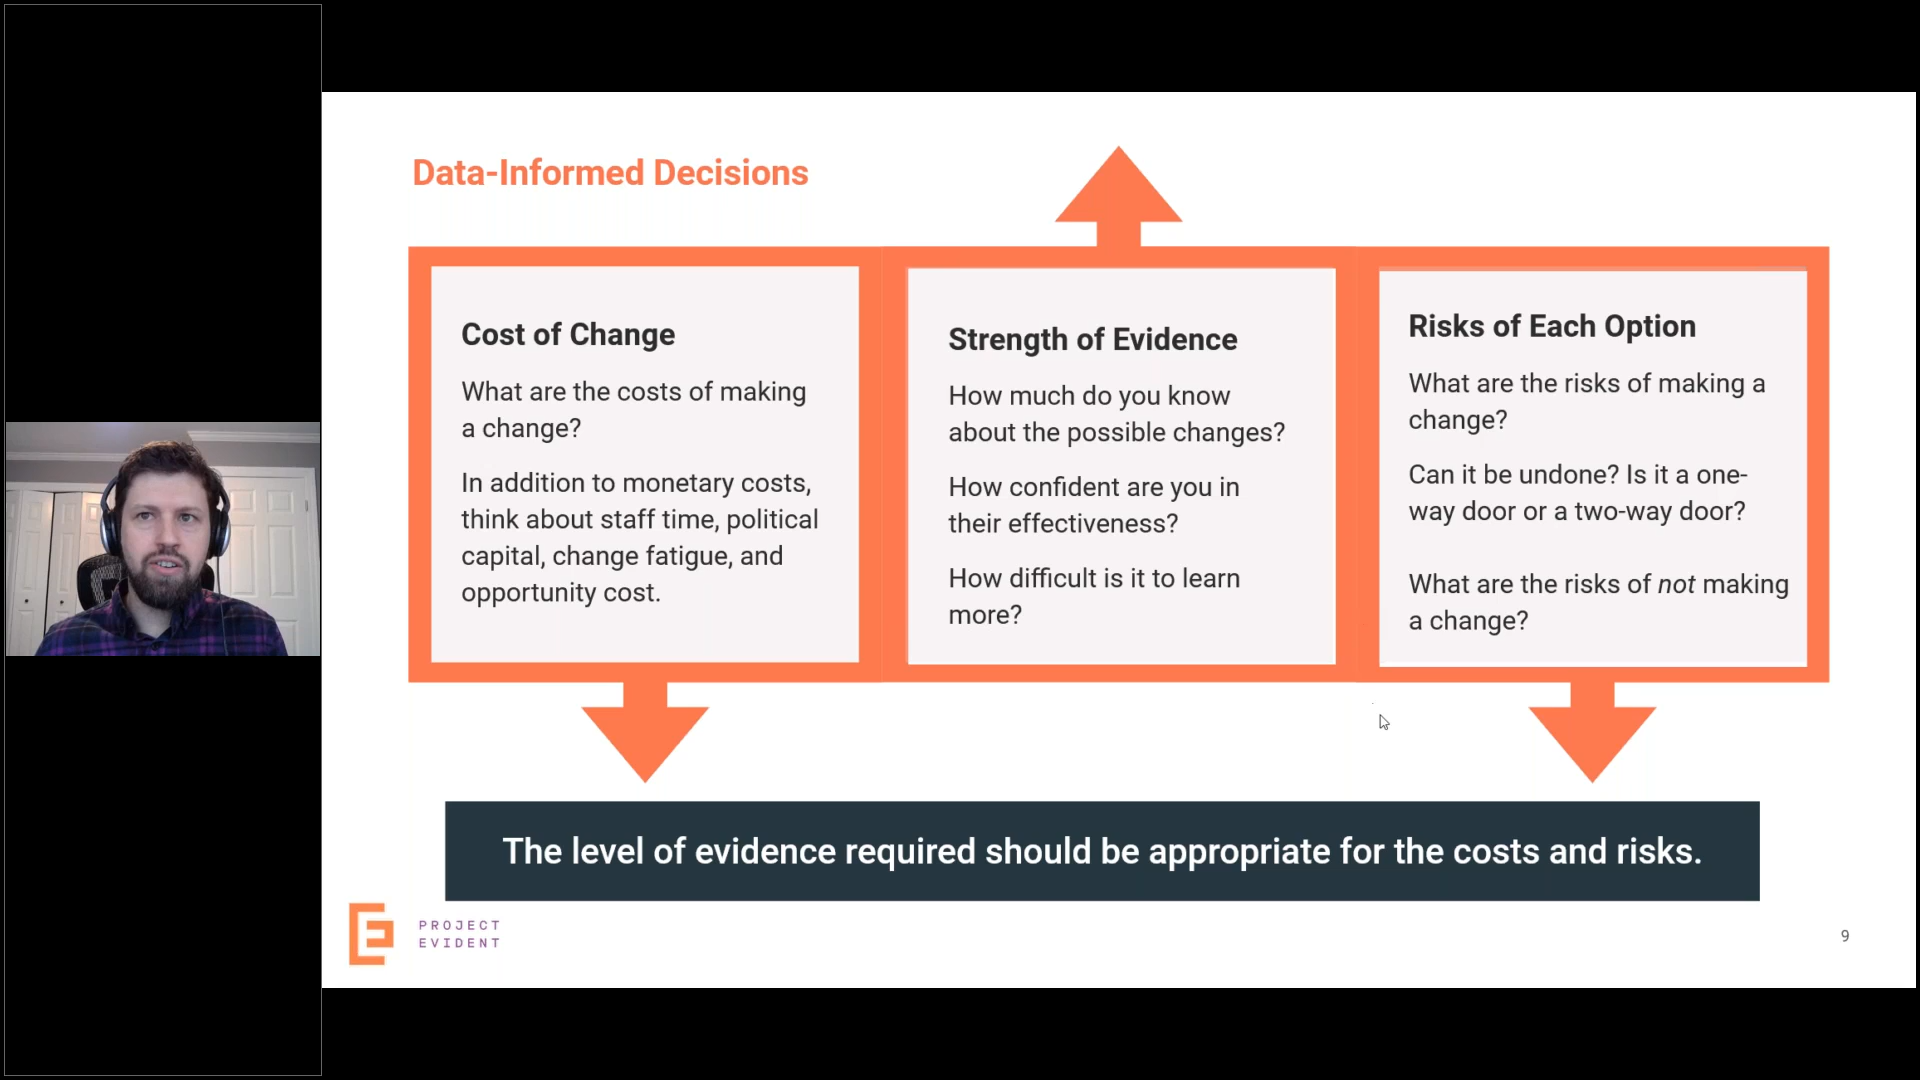 Data-Informed Decisions
Cost of Change
What are the costs of making
a change?
In addition to monetary costs,
think about staff time, political
capital, change fatigue, and
opportunity cost.
Strength of Evidence
How much do you know
about the possible changes?
How confident are you in
their effectiveness?
How difficult is it to learn
more?
Risks of Each Option
What are the risks of making a
change?
Can it be undone? Is it a one-
way door or a two-way door?
What are the risks of not making
a change?
The level of evidence required should be appropriate for the costs and risks.
PROJECT
EVIDENT
9